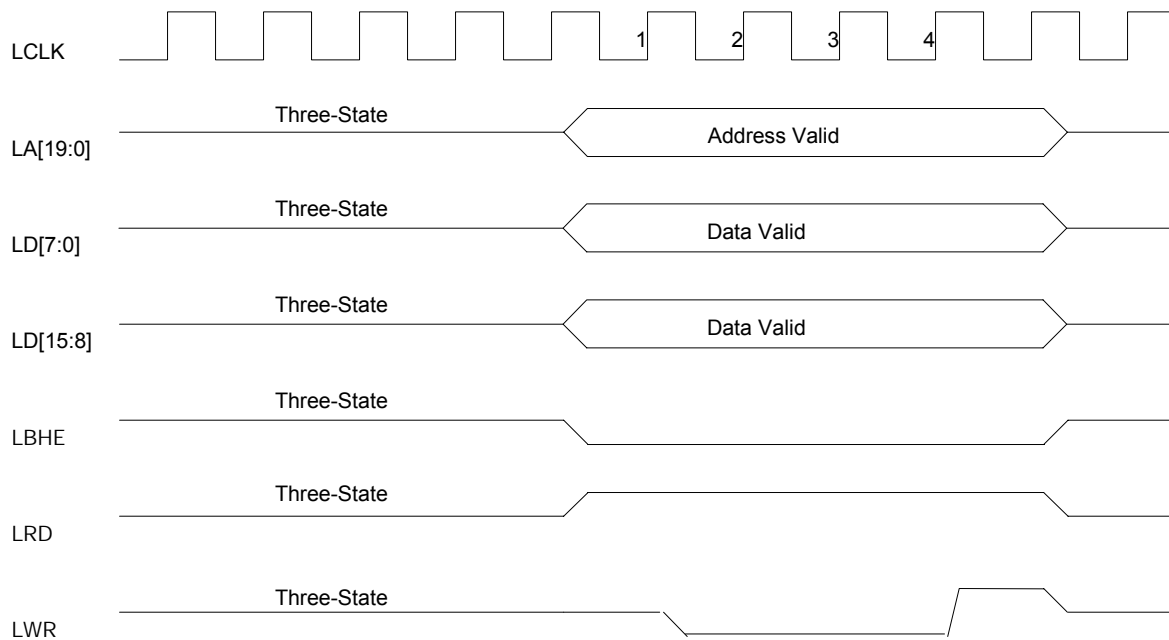 LCLK
1 2 3 4
Three-State
LA[19:0]
Address Valid
Three-State
LD[7:0]
Data Valid
Three-State
LD[15:8]
Data Valid
Three-State
LBHE
Three-State
LRD
Three-State
LWR